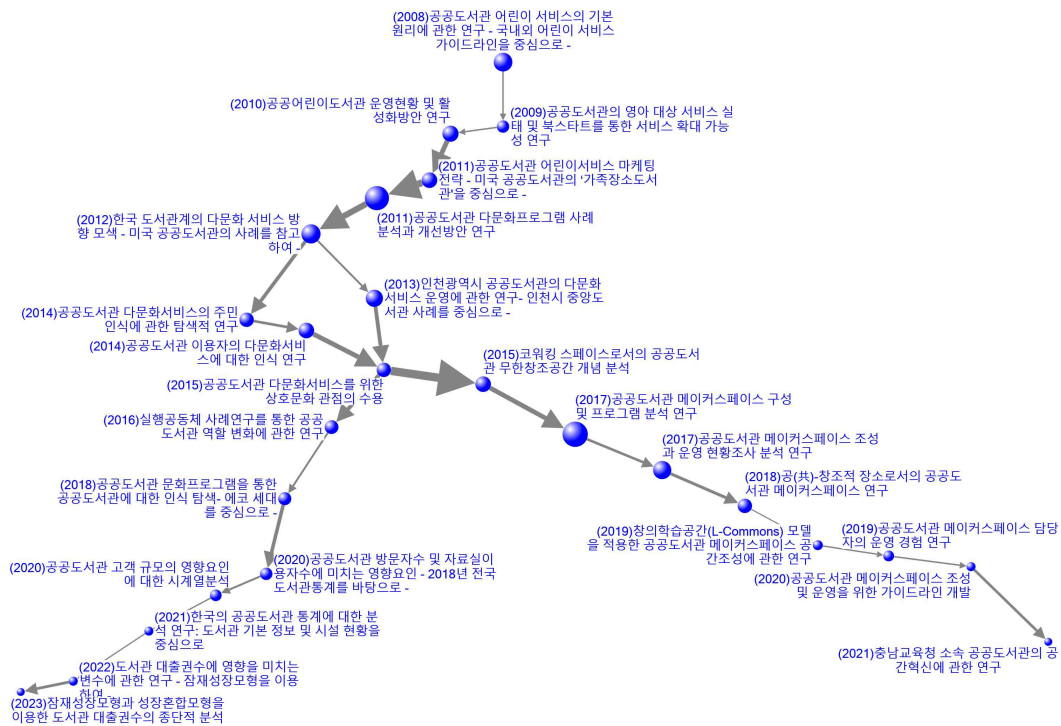 (2008)공공도서관 어린이 서비스의 기본
원리에 관한 연구 - 국내외 어린이 서비스
가이드라인을 중심으로 -
(2010)공공어린이도서관 운영현황 및 활
성화방안 연구
(2009)공공도서관의 영아 대상 서비스 실
태 및 북스타트를 통한 서비스 확대 가능
성 연구
(2011)공공도서관 어린이서비스 마케팅
전략 - 미국 공공도서관의 '가족장소도서
관'을 중심으로 -
(2011)공공도서관 다문화프로그램 사례
분석과 개선방안 연구
(2012)한국 도서관계의 다문화 서비스 방
향 모색 - 미국 공공도서관의 사례를 참고
하여 -
(2013)인천광역시 공공도서관의 다문화
서비스 운영에 관한 연구- 인천시 중앙도
서관 사례를 중심으로 -
(2014)공공도서관 다문화서비스의 주민
인식에 관한 탐색적 연구
(2014)공공도서관 이용자의 다문화서비
스에 대한 인식 연구
(2015)공공도서관 다문화서비스를 위한
상호문화 관점의 수용
(2015)코워킹 스페이스로서의 공공도서
관 무한창조공간 개념 분석
(2016)실행공동체 사례연구를 통한 공공
도서관 역할 변화에 관한 연구
(2017)공공도서관 메이커스페이스 구성
및 프로그램 분석 연구
(2017)공공도서관 메이커스페이스 조성
과 운영 현황조사 분석 연구
(2018)공공도서관 문화프로그램을 통한
공공도서관에 대한 인식 탐색- 에코 세대
를 중심으로 -
(2018)공(共)-창조적 장소로서의 공공도
서관 메이커스페이스 연구
(2019)창의학습공간(L-Commons) 모델
을 적용한 공공도서관 메이커스페이스 공
간조성에 관한 연구
(2019)공공도서관 메이커스페이스 담당
자의 운영 경험 연구
(2020)공공도서관 메이커스페이스 조성
및 운영을 위한 가이드라인 개발
(2021)충남교육청 소속 공공도서관의 공
간혁신에 관한 연구
(2020)공공도서관 방문자수 및 자료실이
용자수에 미치는 영향요인 - 2018년 전국
도서관통계를 바탕으로 -
(2020)공공도서관 고객 규모의 영향요인
에 대한 시계열분석
(2021)한국의 공공도서관 통계에 대한 분
석 연구: 도서관 기본 정보 및 시설 현황을
중심으로
(2022)도서관 대출권수에 영향을 미치는
변수에 관한 연구 - 잠재성장모형을 이용
하여 -
(2023)잠재성장모형과 성장혼합모형을
이용한 도서관 대출권수의 종단적 분석